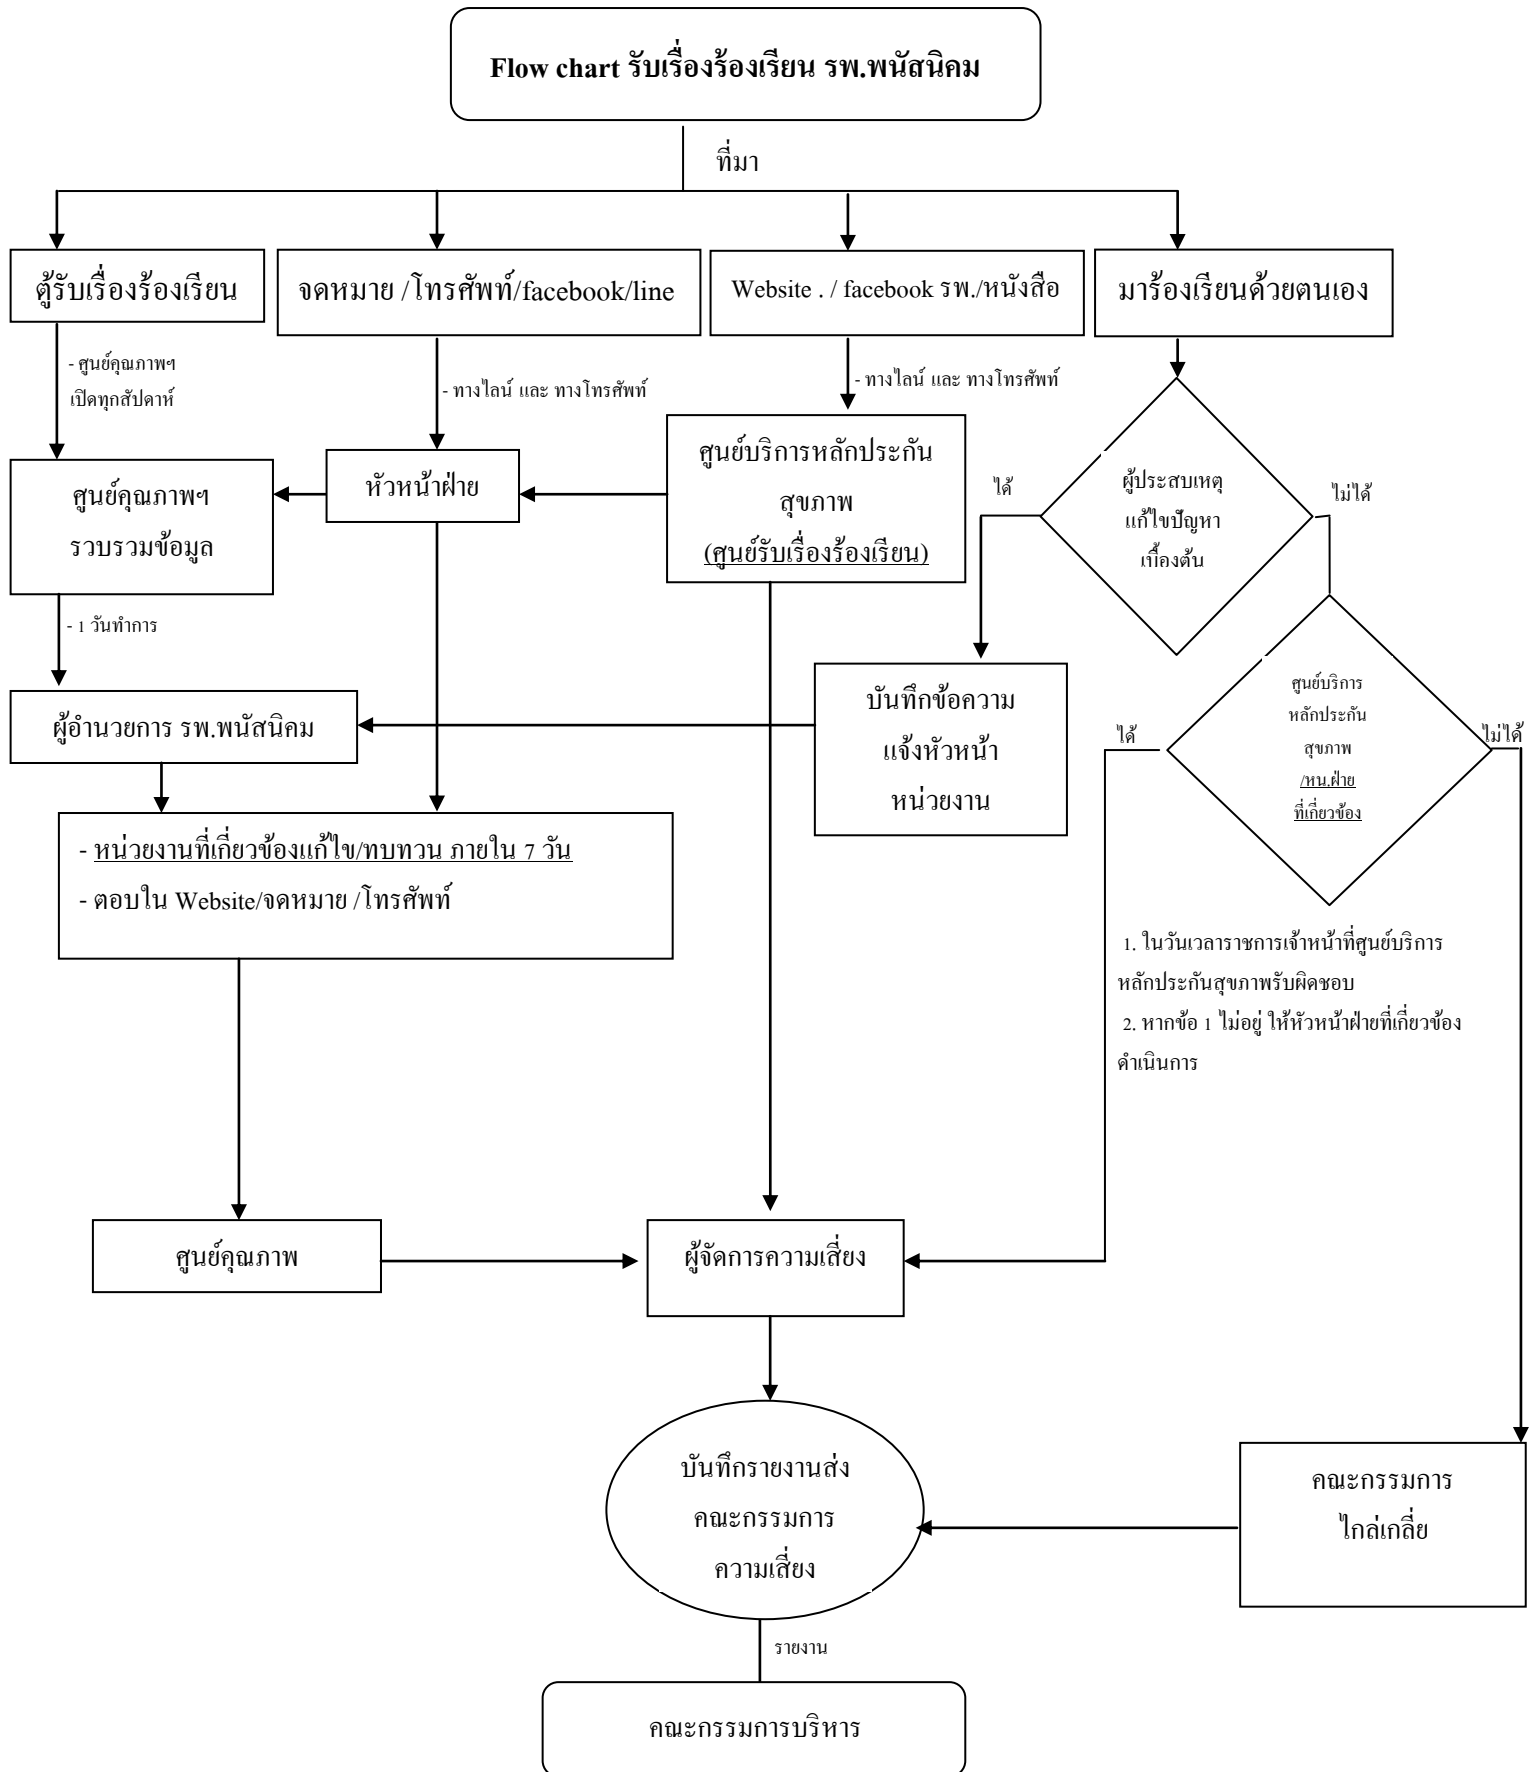 Flow chart รับเรื่องร้องเรียน รพ.พนัสนิคม
ที่มา
ตู้รับเรื่องร้องเรียน
จดหมาย /โทรศัพท์/facebook/line
Website . / facebook รพ./หนังสือ
มาร้องเรียนด้วยตนเอง
- ศูนย์คุณภาพฯ
เปิดทุกสัปดาห์
- ทางไลน์ และ ทางโทรศัพท์
- ทางไลน์ และ ทางโทรศัพท์
ศูนย์คุณภาพฯ
รวบรวมข้อมูล
หัวหน้าฝ่าย
ศูนย์บริการหลักประกัน
สุขภาพ
(ศูนย์รับเรื่องร้องเรียน)
ได้
ผู้ประสบเหตุ
แก้ไขปัญหา
เบื้องต้น
ไม่ได้
- 1 วันทำการ
ผู้อำนวยการ รพ.พนัสนิคม
บันทึกข้อความ
แจ้งหัวหน้า
หน่วยงาน
ได้
ศูนย์บริการ
หลักประกัน
สุขภาพ
/หน.ฝ่าย
ที่เกี่ยวข้อง
ไม่ได้
- หน่วยงานที่เกี่ยวข้องแก้ไข/ทบทวน ภายใน 7 วัน
- ตอบใน Website/จดหมาย /โทรศัพท์
1. ในวันเวลาราชการเจ้าหน้าที่ศูนย์บริการ
หลักประกันสุขภาพรับผิดชอบ
2. หากข้อ 1 ไม่อยู่ ให้หัวหน้าฝ่ายที่เกี่ยวข้อง
ดำเนินการ
ศูนย์คุณภาพ
ผู้จัดการความเสี่ยง
บันทึกรายงานส่ง
คณะกรรมการ
ความเสี่ยง
คณะกรรมการ
ไกล่เกลี่ย
รายงาน
คณะกรรมการบริหาร